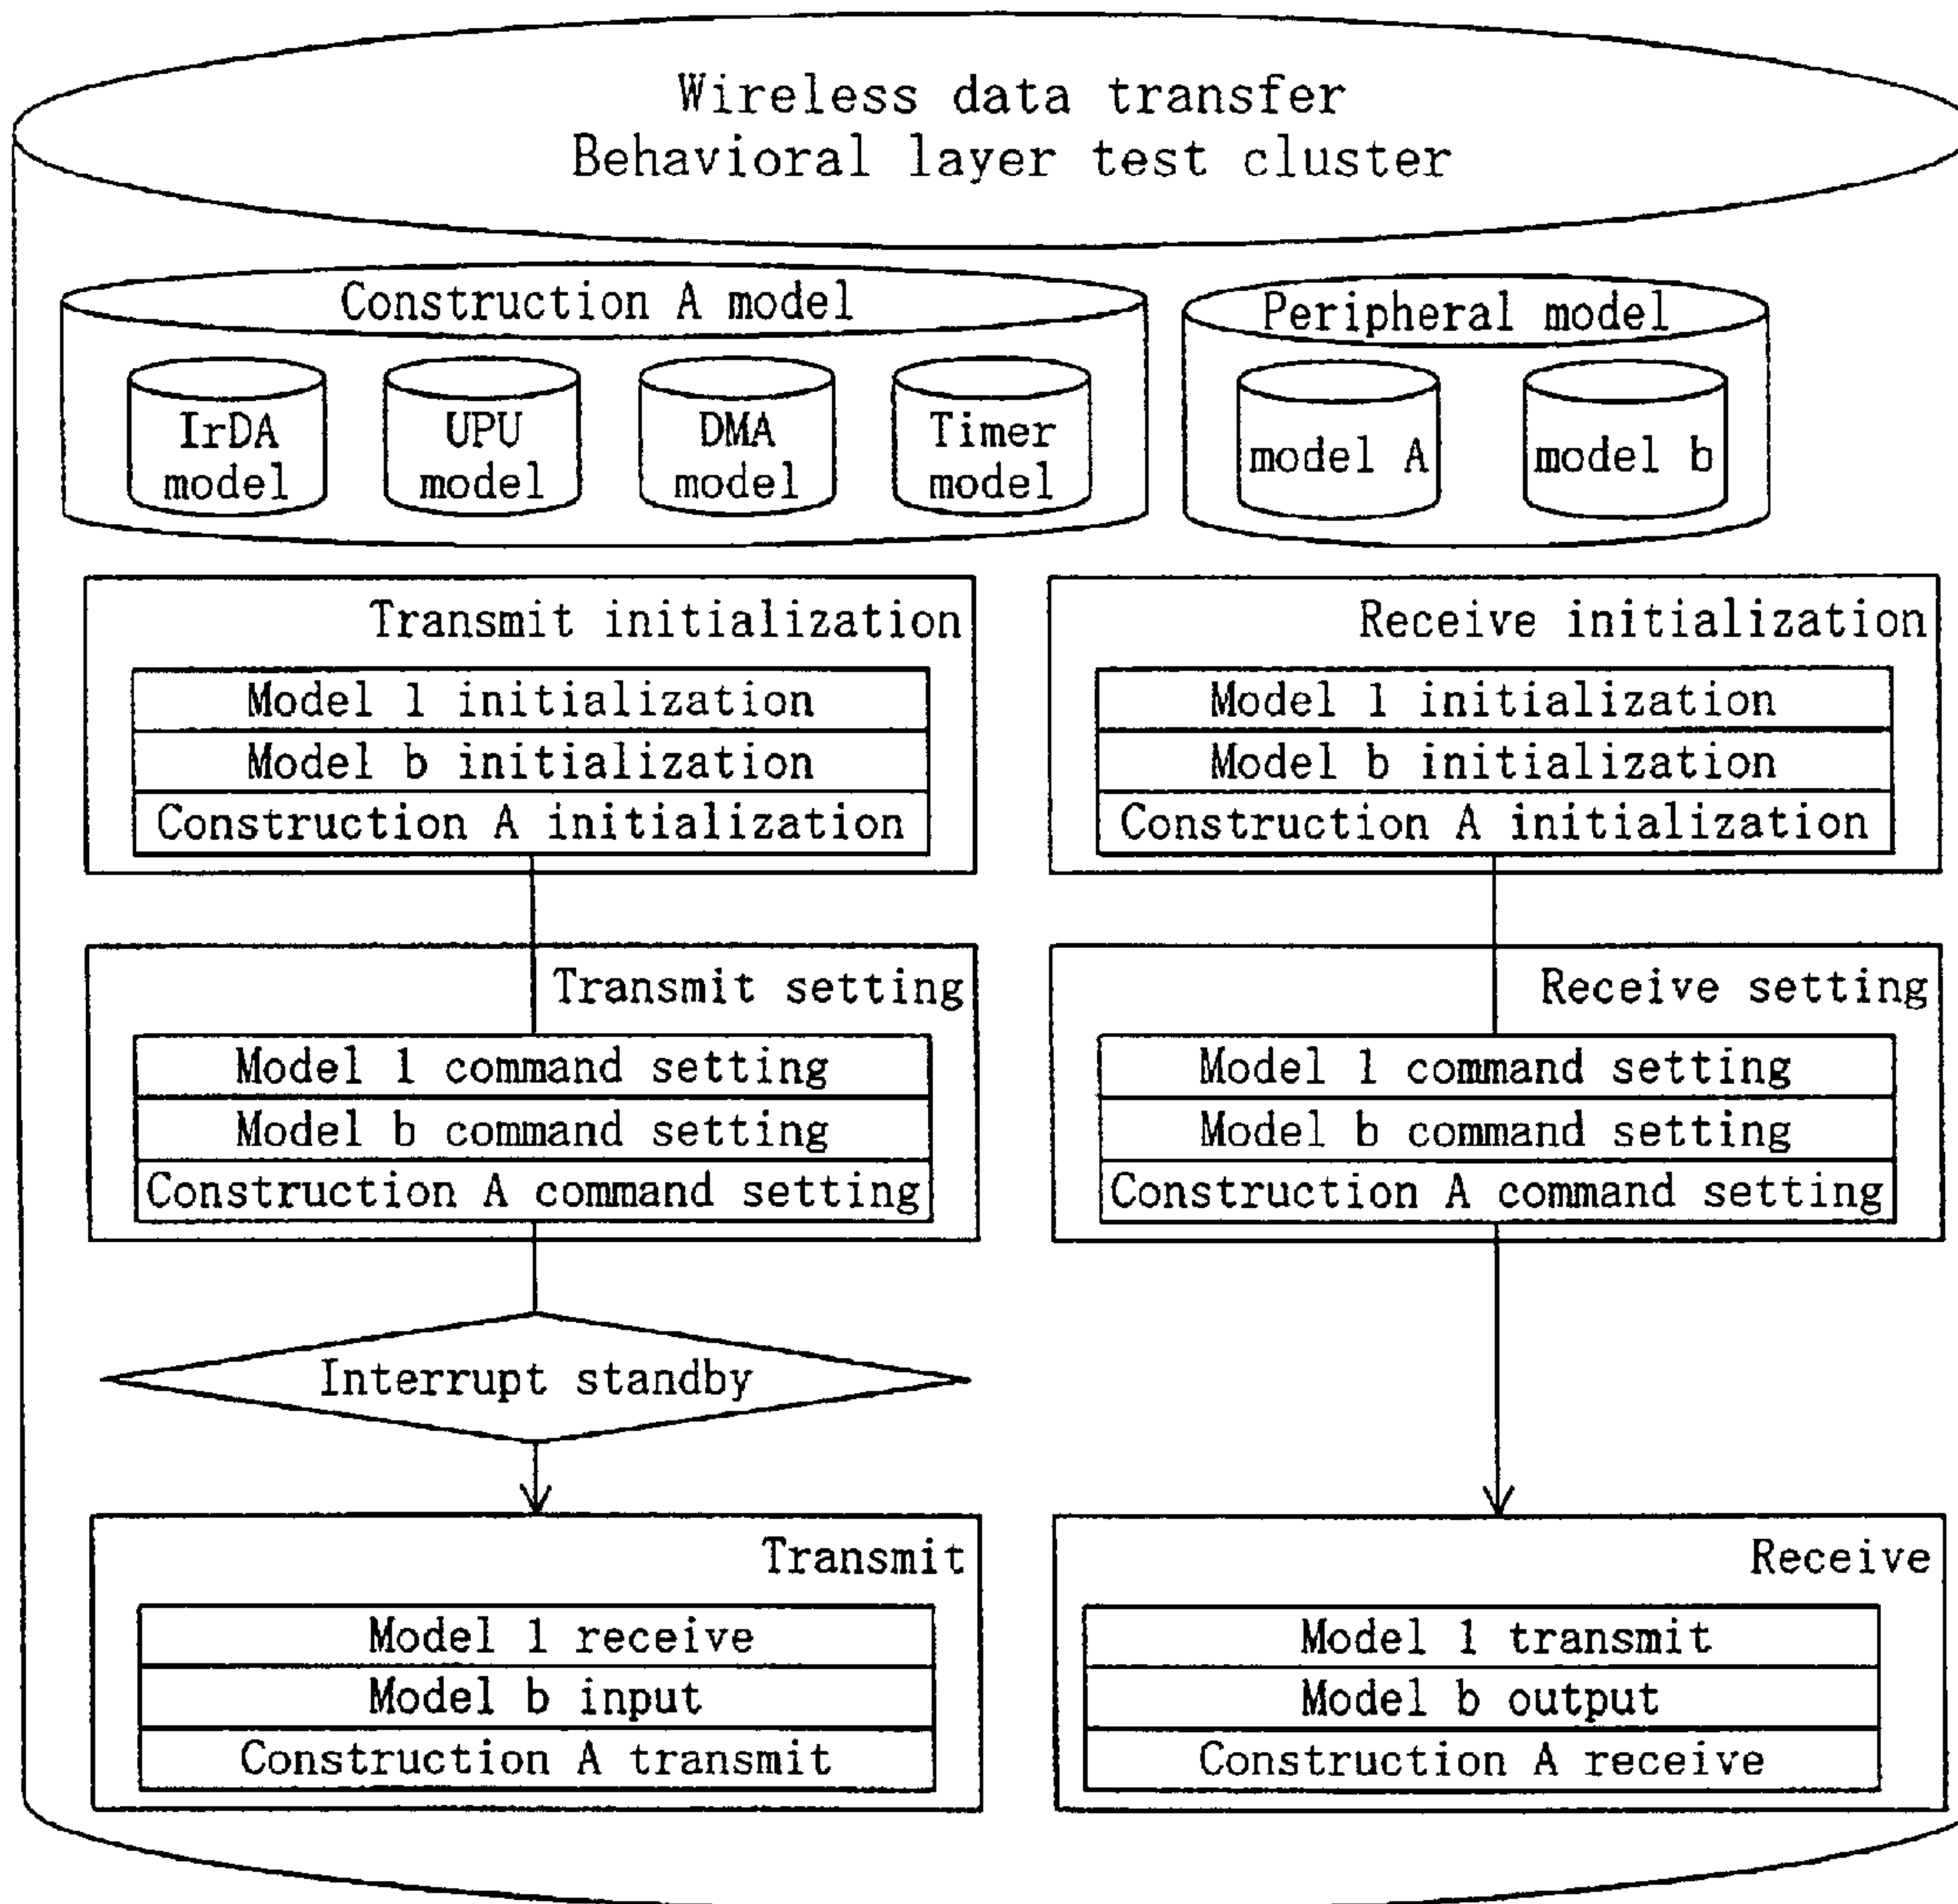 Wireless data transfer
Behavioral layer test cluster
Construction A model
IrDA
model
UPU
model
DMA
model
Timer
model
Peripheral model
model A
model b
Transmit initialization
Model 1 initialization
Model b initialization
Construction A initialization
Receive initialization
Model 1 initialization
Model b initialization
Construction A initialization
Transmit setting
Model 1 command setting
Model b command setting
Construction A command setting
Receive setting
Model 1 command setting
Model b command setting
Construction A command setting
Interrupt standby
Transmit
Model 1 receive
Model b input
Construction A transmit
Receive
Model 1 transmit
Model b output
Construction A receive